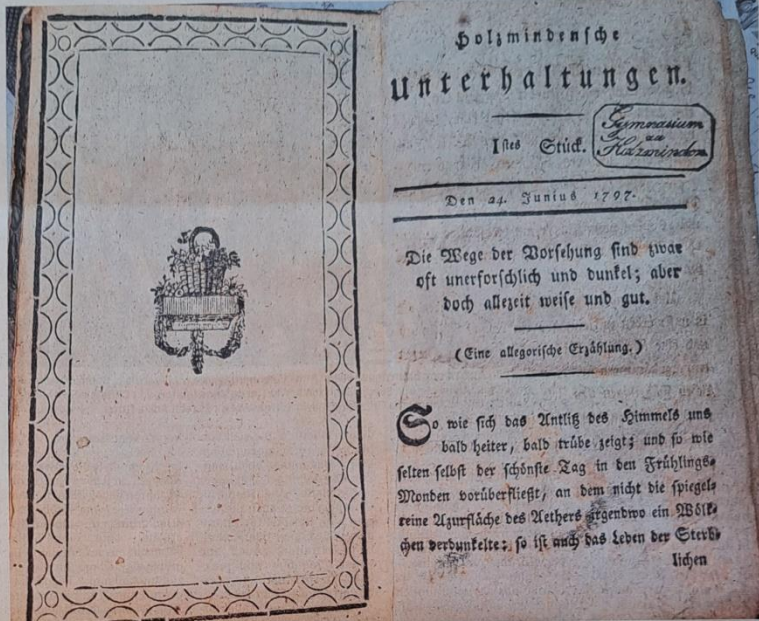 Holzmindensche
Unterhaltungen.
Istes Stück.
Gymnasium
zu
Holzminden
Den 24. Junius 1797.
Die Wege der Vorsehung sind zwar
oft unerforschlich und dunkel; aber
doch allezeit weise und gut.
(Eine allegorische Erzählung.)
So wie sich das Antlitz des Himmels uns
bald heiter, bald trübe zeigt; und so wie
selten selbst der schönste Tag in den Frühlings-
Monden vorüberfließt, an dem nicht die spiegel-
reine Azurfläche des Aethers irgendwo ein Wölk-
chen verdunkelte: so ist auch das Leben der Sterb-
lichen